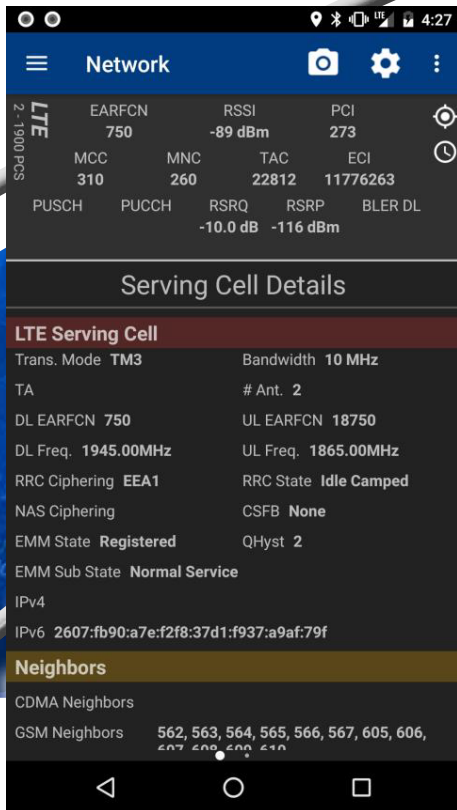 LTE 4:27
Network
LTE
2 - 1900 PCS
EARFCN RSSI PCI
750 -89 dBm 273
MCC MNC TAC ECI
310 260 22812 11776263
PUSCH PUCCH RSRQ RSRP BLER DL
-10.0 dB -116 dBm
Serving Cell Details
LTE Serving Cell
Trans. Mode TM3 Bandwidth 10 MHz
TA # Ant. 2
DL EARFCN 750 UL EARFCN 18750
DL Freq. 1945.00MHz UL Freq. 1865.00MHz
RRC Ciphering EEA1 RRC State Idle Camped
NAS Ciphering CSFB None
EMM State Registered QHyst 2
EMM Sub State Normal Service
IPv4
IPv6 2607:fb90:a7e:f2f8:37d1:f937:a9af:79f
Neighbors
CDMA Neighbors
GSM Neighbors 562, 563, 564, 565, 566, 567, 605, 606,
607, 608, 609, 610